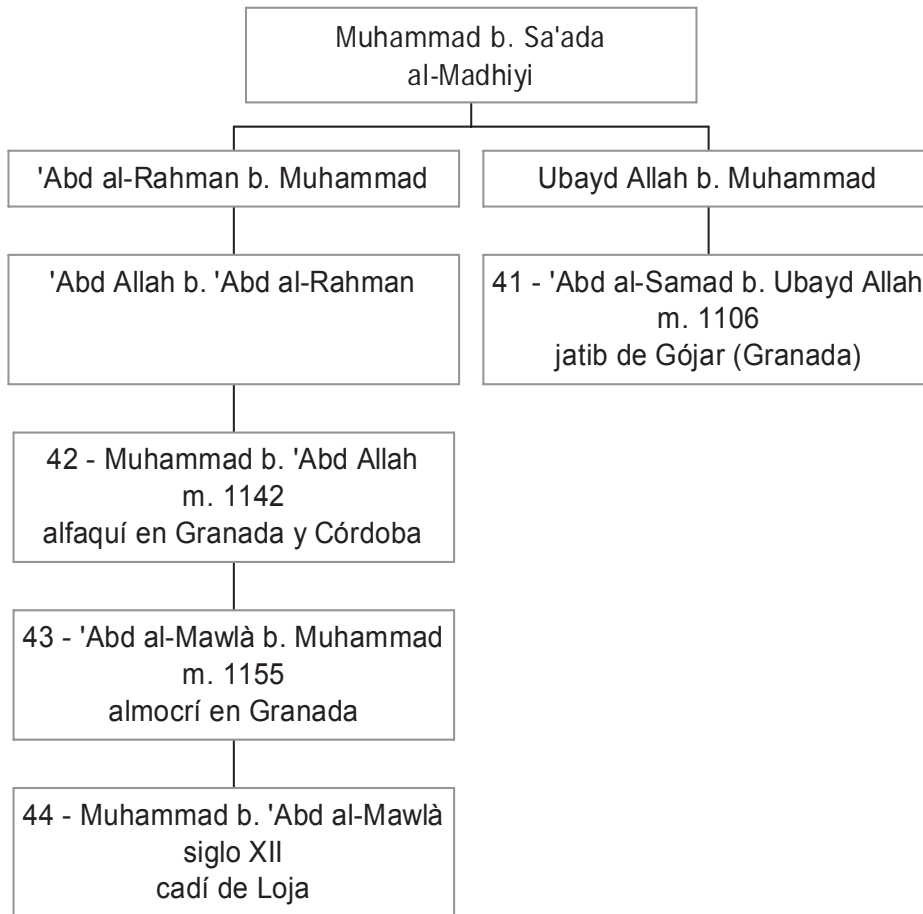 Muhammad b. Sa'ada
al-Madhiyi
'Abd al-Rahman b. Muhammad
Ubayd Allah b. Muhammad
'Abd Allah b. 'Abd al-Rahman
41 - 'Abd al-Samad b. Ubayd Allah
m. 1106
jatib de Gójar (Granada)
42 - Muhammad b. 'Abd Allah
m. 1142
alfaquí en Granada y Córdoba
43 - 'Abd al-Mawlà b. Muhammad
m. 1155
almocrí en Granada
44 - Muhammad b. 'Abd al-Mawlà
siglo XII
cadí de Loja